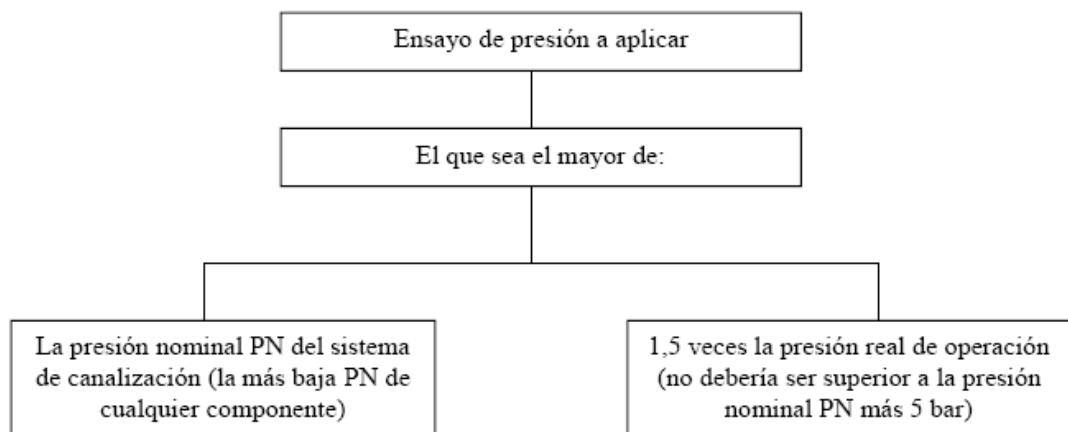 Ensayo de presión a aplicar
El que sea el mayor de:
La presión nominal PN del sistema
de canalización (la más baja PN de
cualquier componente)
1,5 veces la presión real de operación
(no debería ser superior a la presión
nominal PN más 5 bar)